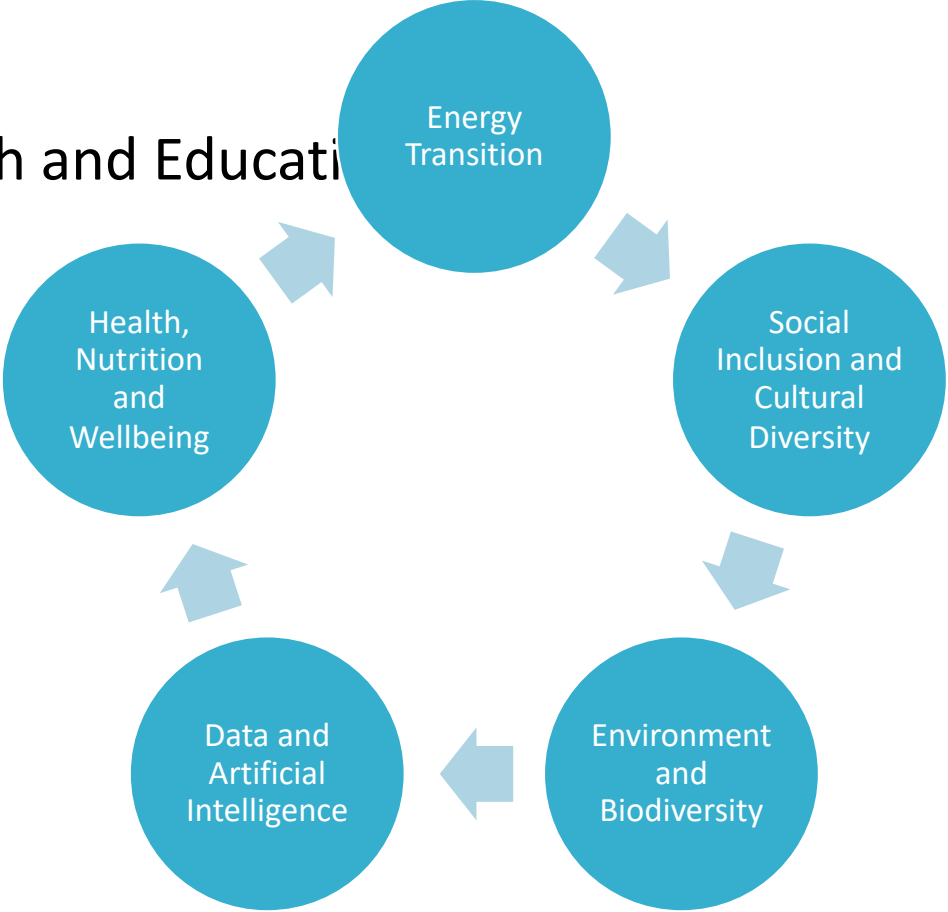 h and Educati
Energy
Transition
Social
Inclusion and
Cultural
Diversity
Environment
and
Biodiversity
Data and
Artificial
Intelligence
Health,
Nutrition
and
Wellbeing